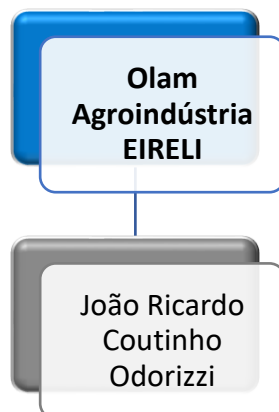 Olam
Agroindústria
EIRELI
João Ricardo
Coutinho
Odorizzi